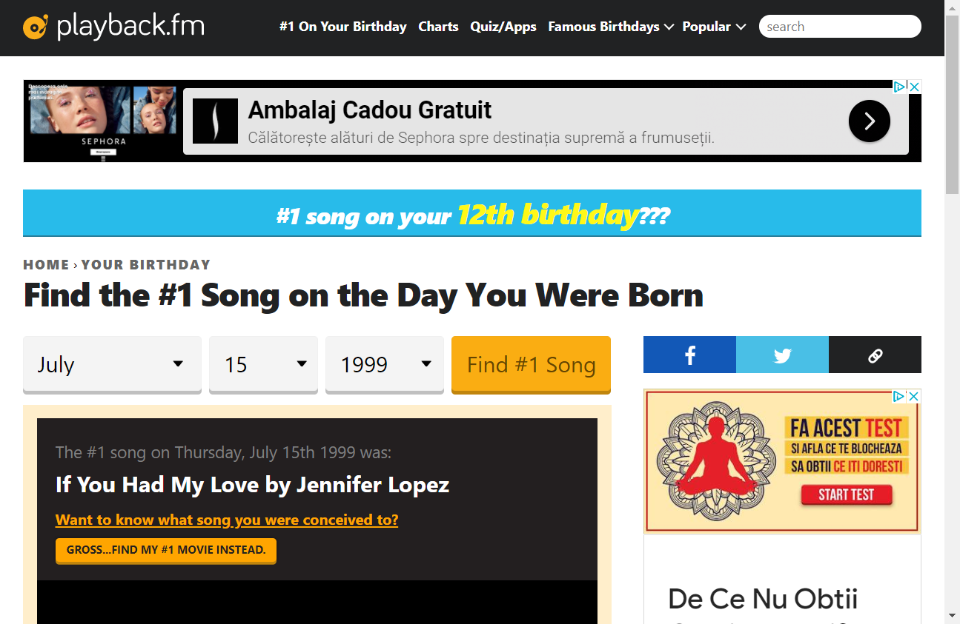 playback.fm
#1 On Your Birthday Charts Quiz/Apps Famous Birthdays Popular search
SEPHORA
Ambalaj Cadou Gratuit
Călătorește alături de Sephora spre destinația supremă a frumuseții.
#1 song on your 12th birthday???
HOME › YOUR BIRTHDAY
Find the #1 Song on the Day You Were Born
July 15 1999 Find #1 Song
The #1 song on Thursday, July 15th 1999 was:
If You Had My Love by Jennifer Lopez
Want to know what song you were conceived to?
GROSS...FIND MY #1 MOVIE INSTEAD.
FA ACEST TEST
SI AFLA CE TE BLOCHEAZA
SA OBTII CE ITI DORESTI
START TEST
De Ce Nu Obtii